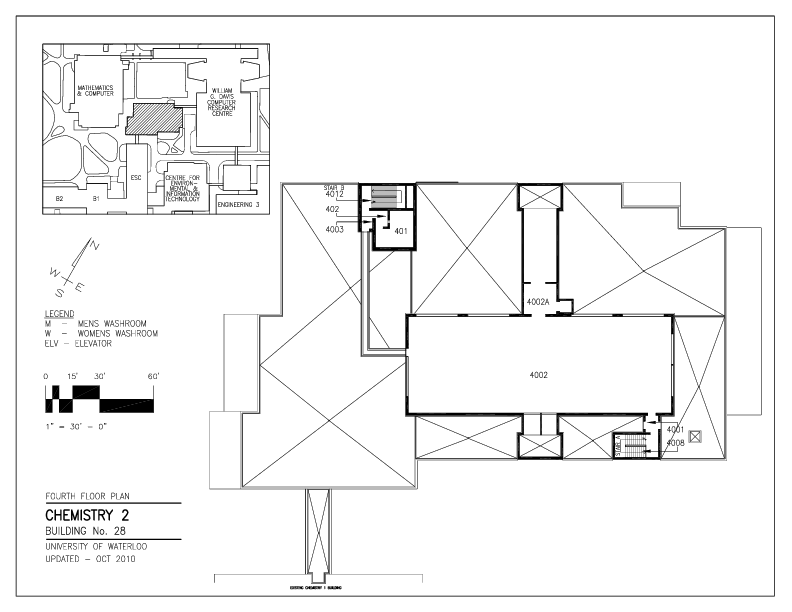 MATHEMATICS
& COMPUTER
WILLIAM
G. DAVIS
COMPUTER
RESEARCH
CENTRE
ESC
CENTRE FOR
ENVIRON-
MENTAL &
INFORMATION
TECHNOLOGY
B2
B1
ENGINEERING 3
N
W
E
S
LEGEND
M – MENS WASHROOM
W – WOMENS WASHROOM
ELV – ELEVATOR
0 15' 30' 60'
1" = 30' – 0"
STAIR B
4012
402
4003
401
4002A
4002
4001
4008
STAIR A
FOURTH FLOOR PLAN
CHEMISTRY 2
BUILDING No. 28
UNIVERSITY OF WATERLOO
UPDATED – OCT 2010
EXISTING CHEMISTRY 1 BUILDING